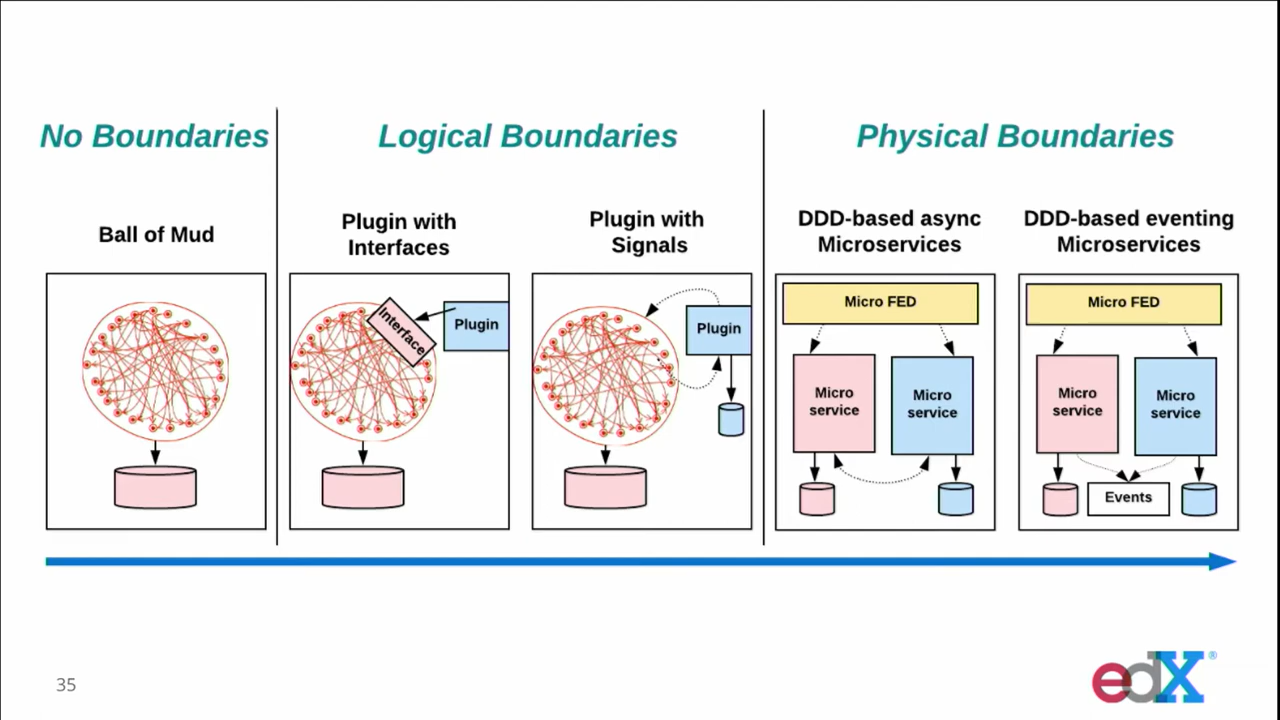 No Boundaries
Logical Boundaries
Physical Boundaries
Ball of Mud
Plugin with
Interfaces
Plugin with
Signals
DDD-based async
Microservices
DDD-based eventing
Microservices
Interface
Plugin
Plugin
Micro FED
Micro
service
Micro
service
Micro FED
Micro
service
Micro
service
Events
35
edX®